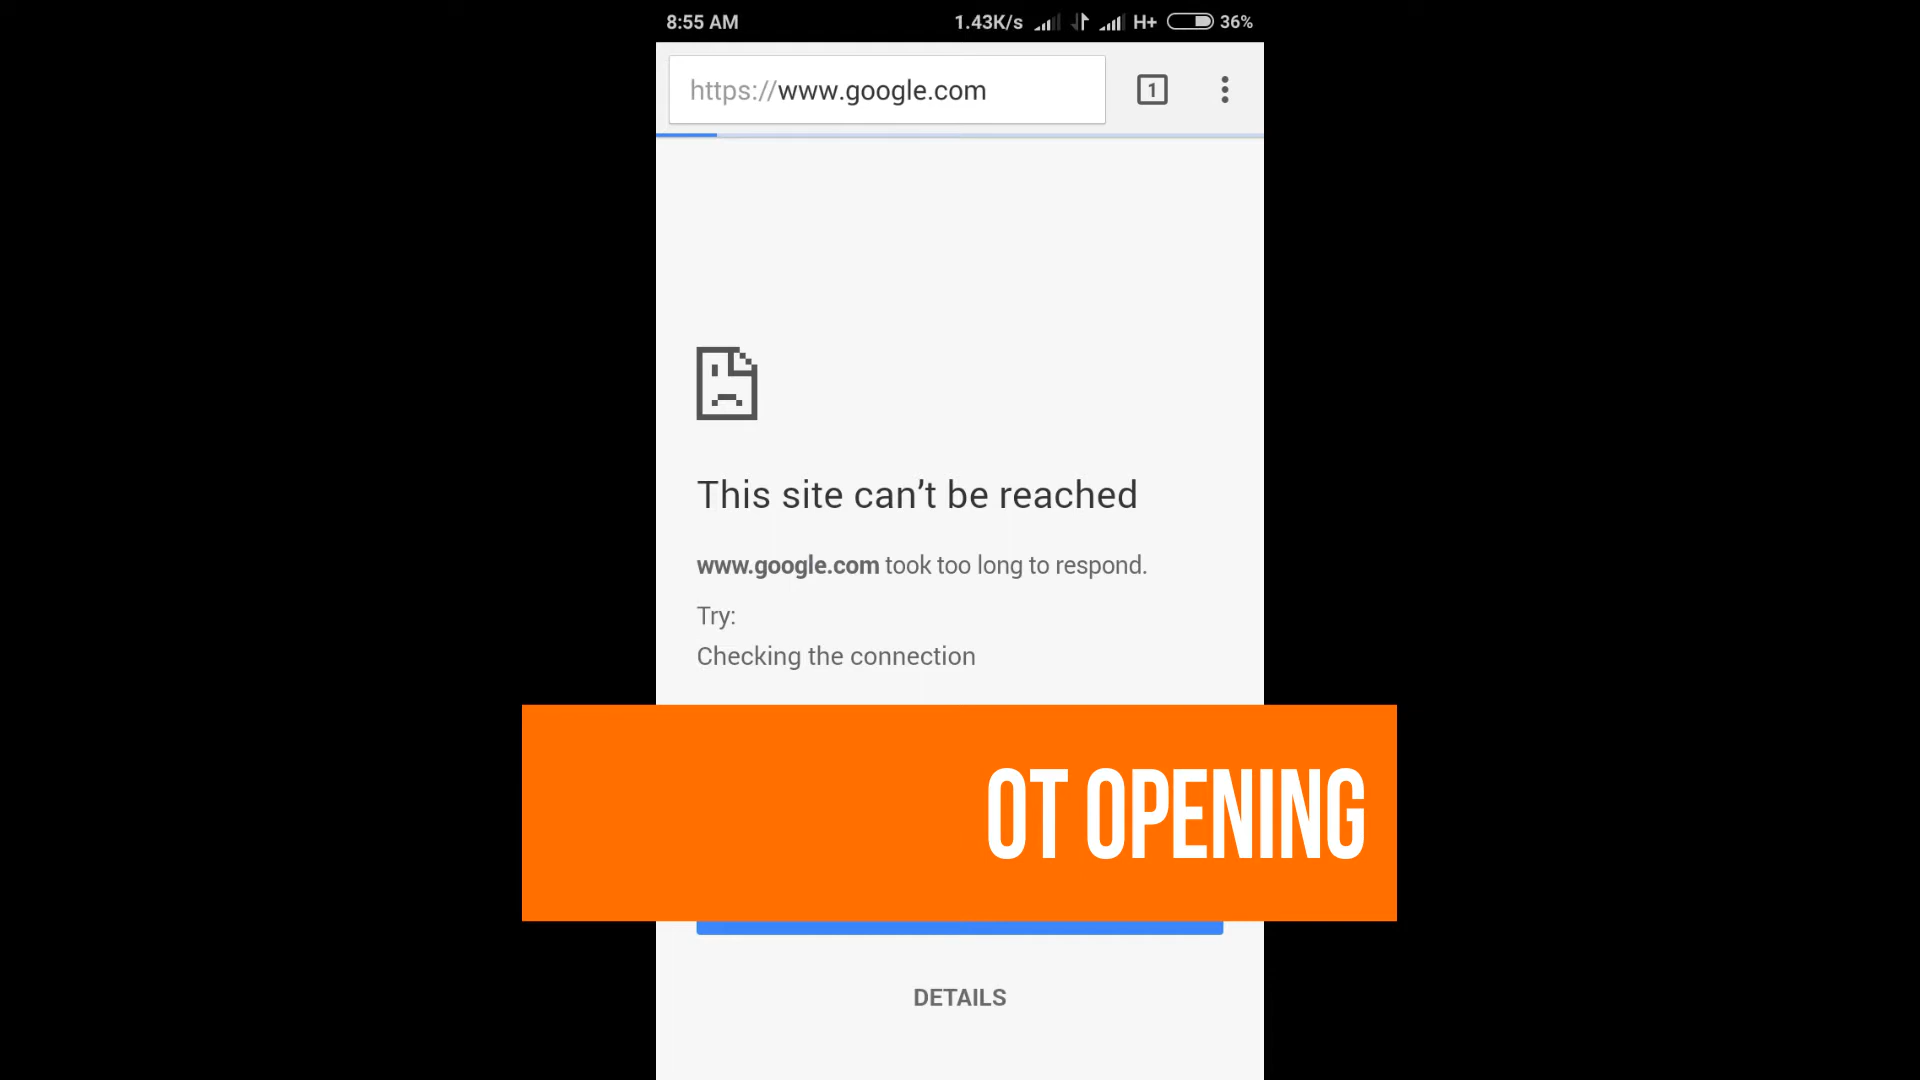 8:55 AM 1.43K/s H+ 36%
https://www.google.com 1
This site can’t be reached
www.google.com took too long to respond.
Try:
Checking the connection
OT OPENING
DETAILS